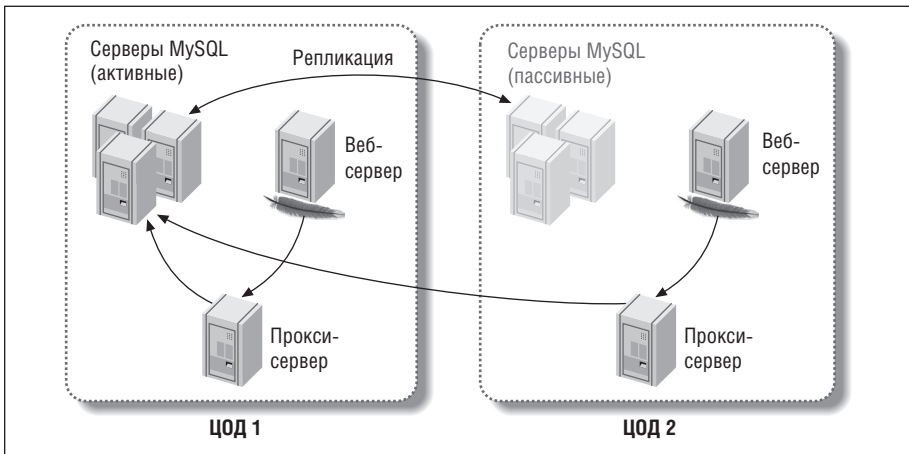 Серверы MySQL
(активные)
Репликация
Веб-
сервер
Прокси-
сервер
ЦОД 1
Серверы MySQL
(пассивные)
Веб-
сервер
Прокси-
сервер
ЦОД 2